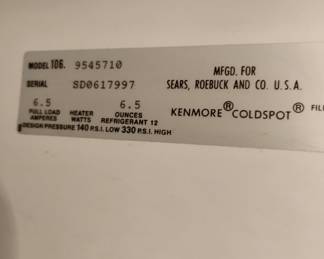 MODEL 106. 9545710
SERIAL SD0617997
MFGD. FOR
SEARS, ROEBUCK AND CO. U.S.A.
6.5 6.5
FULL LOAD AMPERES HEATER WATTS OUNCES REFRIGERANT 12
KENMORE® COLDSPOT®
DESIGN PRESSURE 140 P.S.I. LOW 330 P.S.I. HIGH